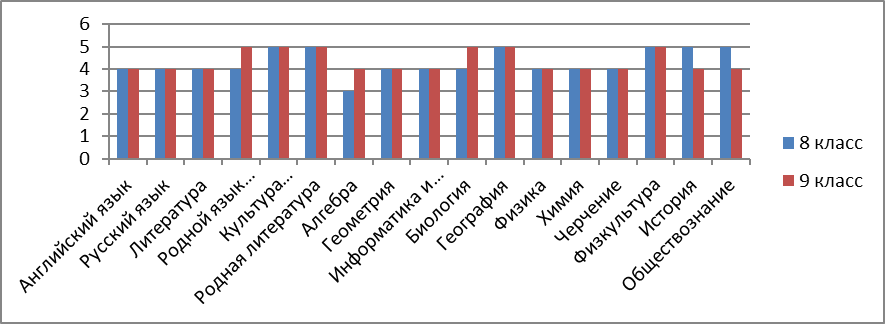 6
5
4
3
2
1
0
Английский язык
Русский язык
Литература
Родной язык…
Культура…
Родная литература
Алгебра
Геометрия
Информатика и…
Биология
География
Физика
Химия
Черчение
Физкультура
История
Обществознание
8 класс
9 класс